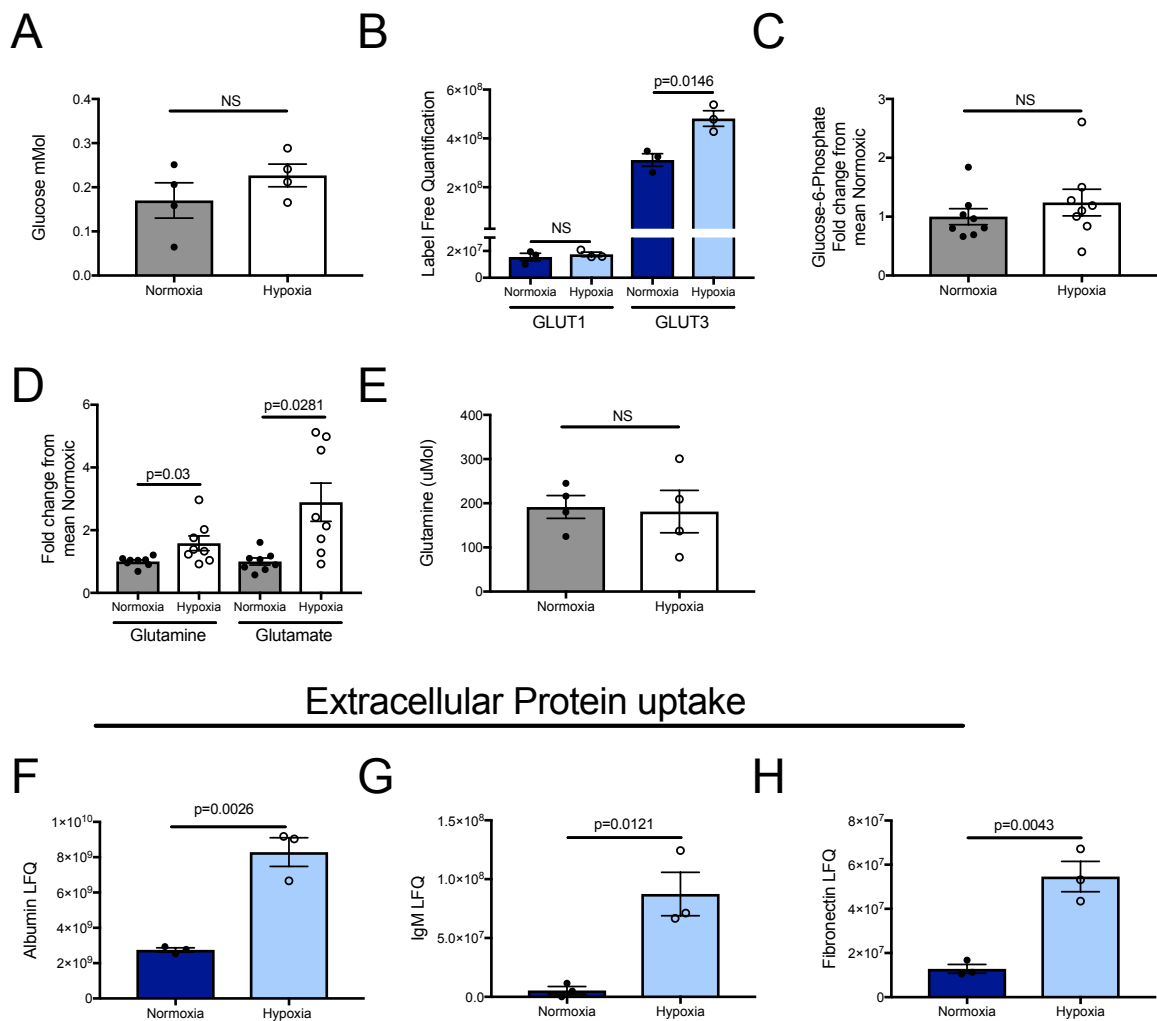 A
Glucose mMol
0.4
0.3
0.2
0.1
0.0
NS
Normoxia
Hypoxia
B
Label Free Quantification
6×10⁸
4×10⁸
2×10⁸
2×10⁷
0
NS
p=0.0146
Normoxia
Hypoxia
Normoxia
Hypoxia
GLUT1
GLUT3
C
Glucose-6-Phosphate
Fold change from
mean Normoxic
3
2
1
0
NS
Normoxia
Hypoxia
D
Fold change from
mean Normoxic
6
4
2
0
p=0.03
p=0.0281
Normoxia
Hypoxia
Normoxia
Hypoxia
Glutamine
Glutamate
E
Glutamine (uMol)
400
300
200
100
0
NS
Normoxia
Hypoxia
Extracellular Protein uptake
F
Albumin LFQ
1×10¹⁰
8×10⁹
6×10⁹
4×10⁹
2×10⁹
0
p=0.0026
Normoxia
Hypoxia
G
IgM LFQ
1.5×10⁸
1.0×10⁸
5.0×10⁷
0.0
p=0.0121
Normoxia
Hypoxia
H
Fibronectin LFQ
8×10⁷
6×10⁷
4×10⁷
2×10⁷
0
p=0.0043
Normoxia
Hypoxia